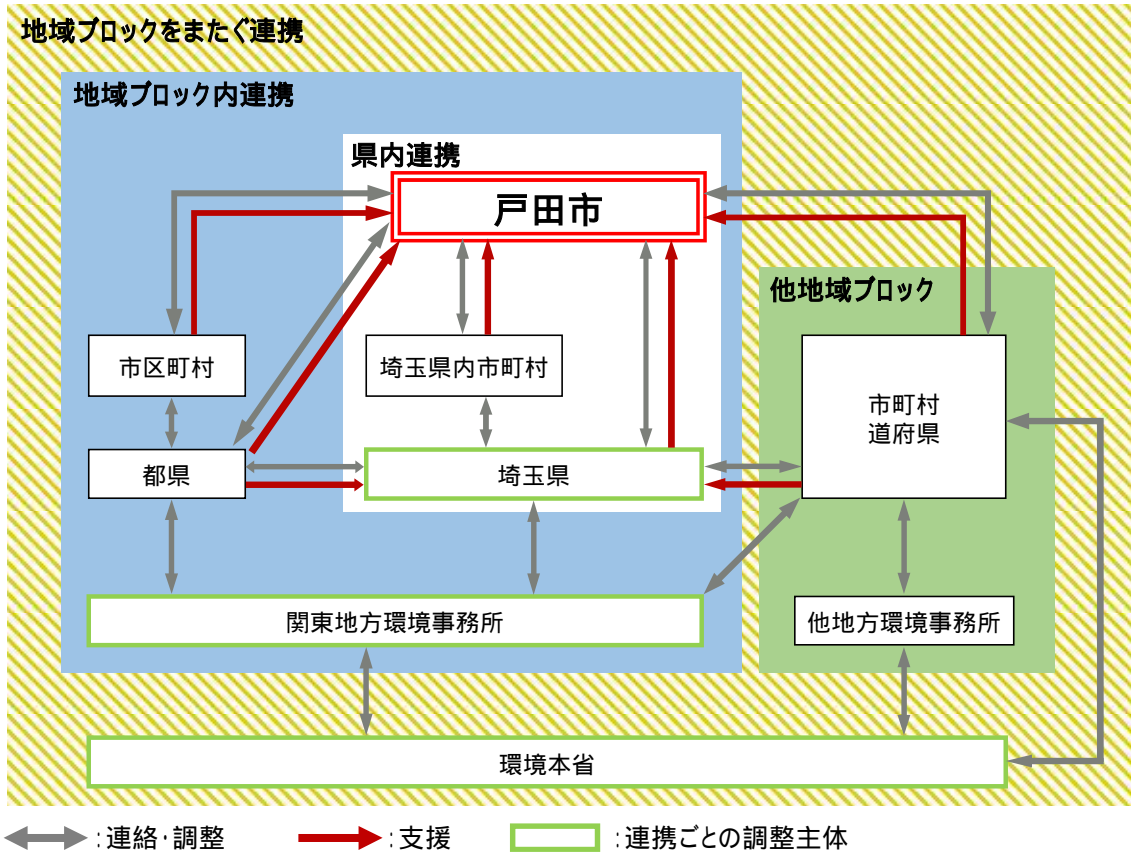 地域ブロックをまたぐ連携
地域ブロック内連携
県内連携
戸田市
他地域ブロック
市区町村
埼玉県内市町村
市町村
道府県
都県
埼玉県
関東地方環境事務所
他地方環境事務所
環境本省
:連絡・調整
:支援
:連携ごとの調整主体